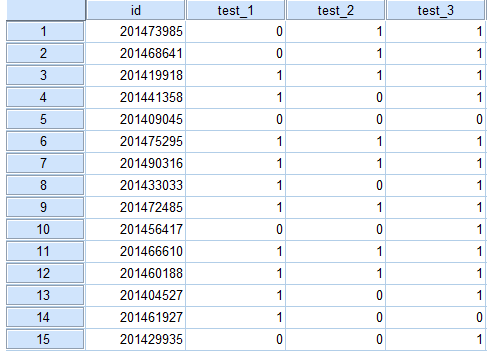 id test_1 test_2 test_3
1 201473985 0 1 1
2 201468641 0 1 1
3 201419918 1 1 1
4 201441358 1 0 1
5 201409045 0 0 0
6 201475295 1 1 1
7 201490316 1 1 1
8 201433033 1 0 1
9 201472485 1 1 1
10 201456417 0 0 1
11 201466610 1 1 1
12 201460188 1 1 1
13 201404527 1 0 1
14 201461927 1 0 0
15 201429935 0 0 1